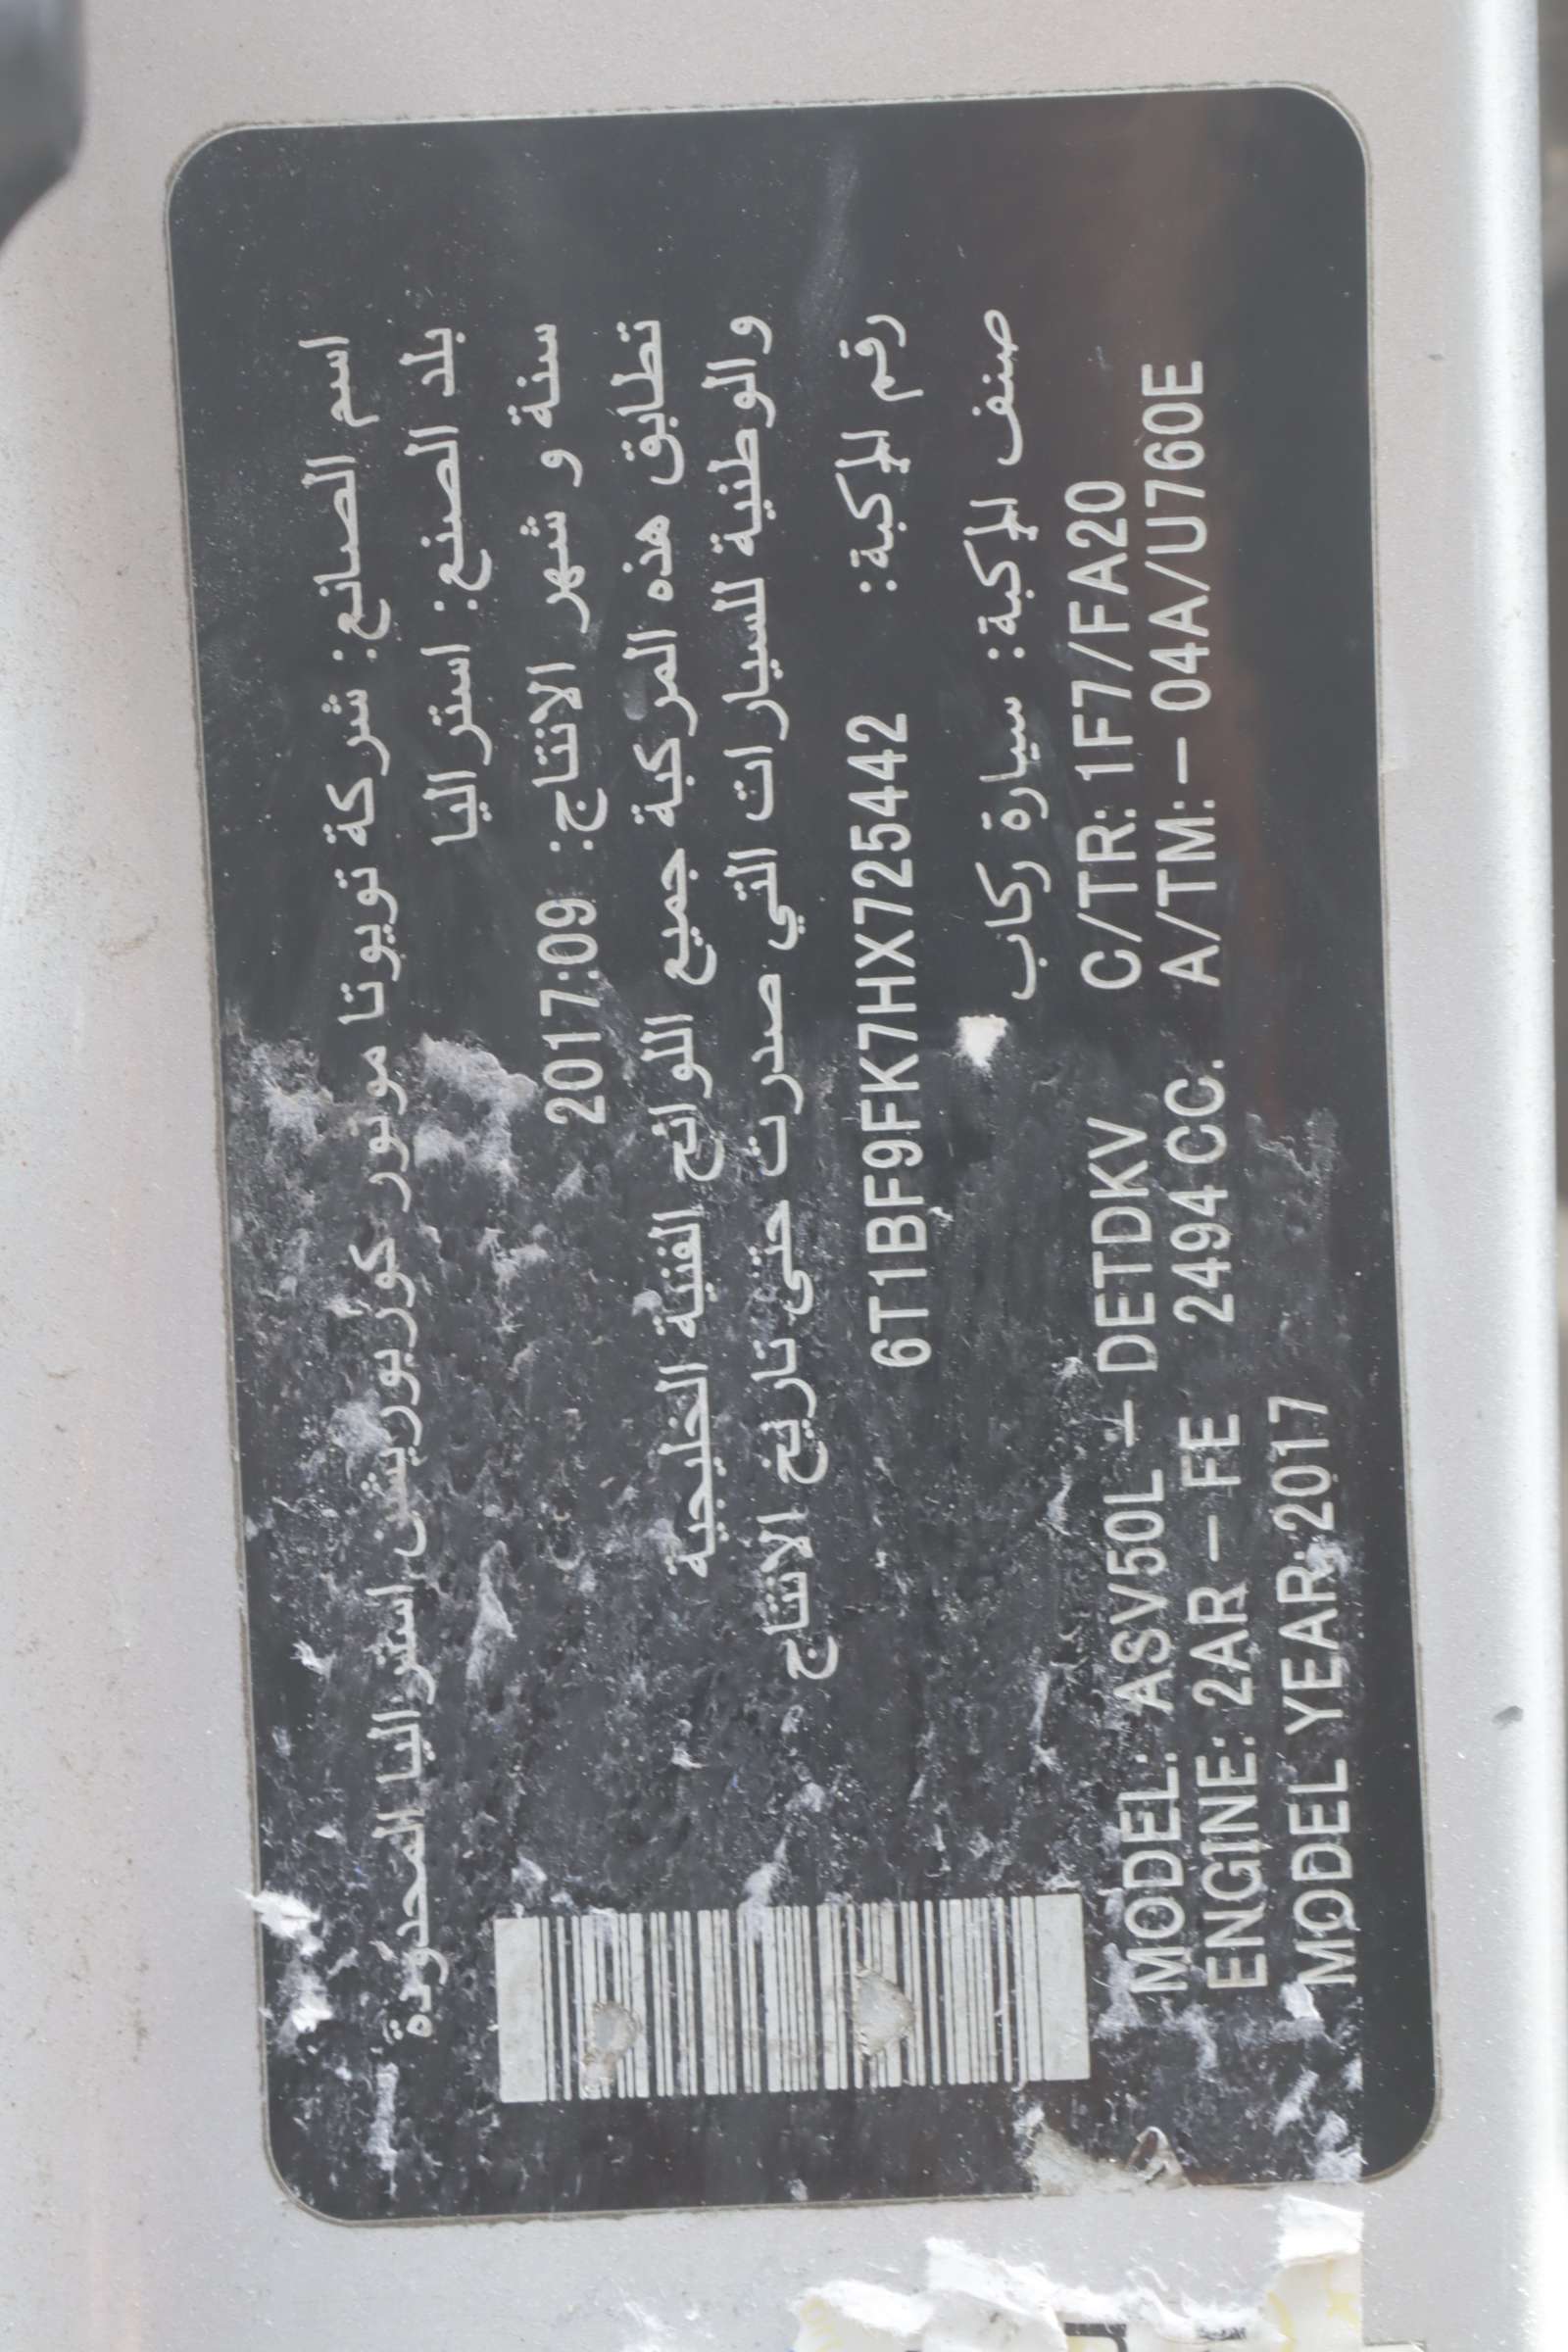 اسم الصانع: شركة تويوتا موتور كوربوريشن استراليا المحدودة
بلد الصنع: استراليا
سنة و شهر الانتاج: 2017:09
تطابق هذه المركبة جميع اللوائح الفنية الخليجية
والوطنية للسيارات التي صدرت حتى تاريخ الانتاج
رقم المركبة: 6T1BF9FK7HX725442
صنف المركبة: سيارة ركاب
MODEL: ASV50L – DETDKV C/TR: 1F7/FA20
ENGINE: 2AR – FE 2494 CC. A/TM: – 04A/U760E
MODEL YEAR: 2017